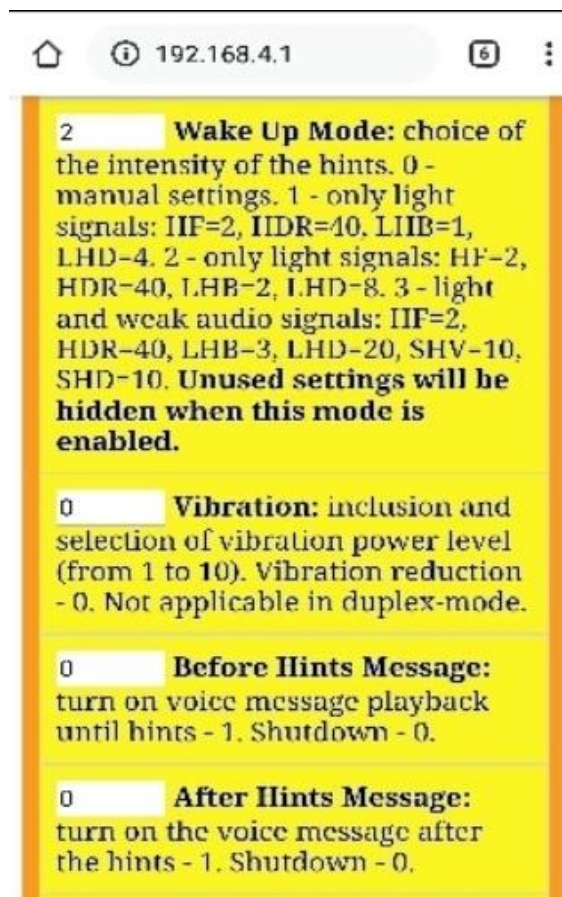 192.168.4.1 6
2 Wake Up Mode: choice of
the intensity of the hints. 0 -
manual settings. 1 - only light
signals: HF=2, HDR=40, LHB=1,
LHD=4. 2 - only light signals: HF=2,
HDR=40, LHB=2, LHD=8. 3 - light
and weak audio signals: HF=2,
HDR=40, LHB=3, LHD=20, SHV=10,
SHD=10. Unused settings will be
hidden when this mode is
enabled.
0 Vibration: inclusion and
selection of vibration power level
(from 1 to 10). Vibration reduction
- 0. Not applicable in duplex-mode.
0 Before Hints Message:
turn on voice message playback
until hints - 1. Shutdown - 0.
0 After Hints Message:
turn on the voice message after
the hints - 1. Shutdown - 0.